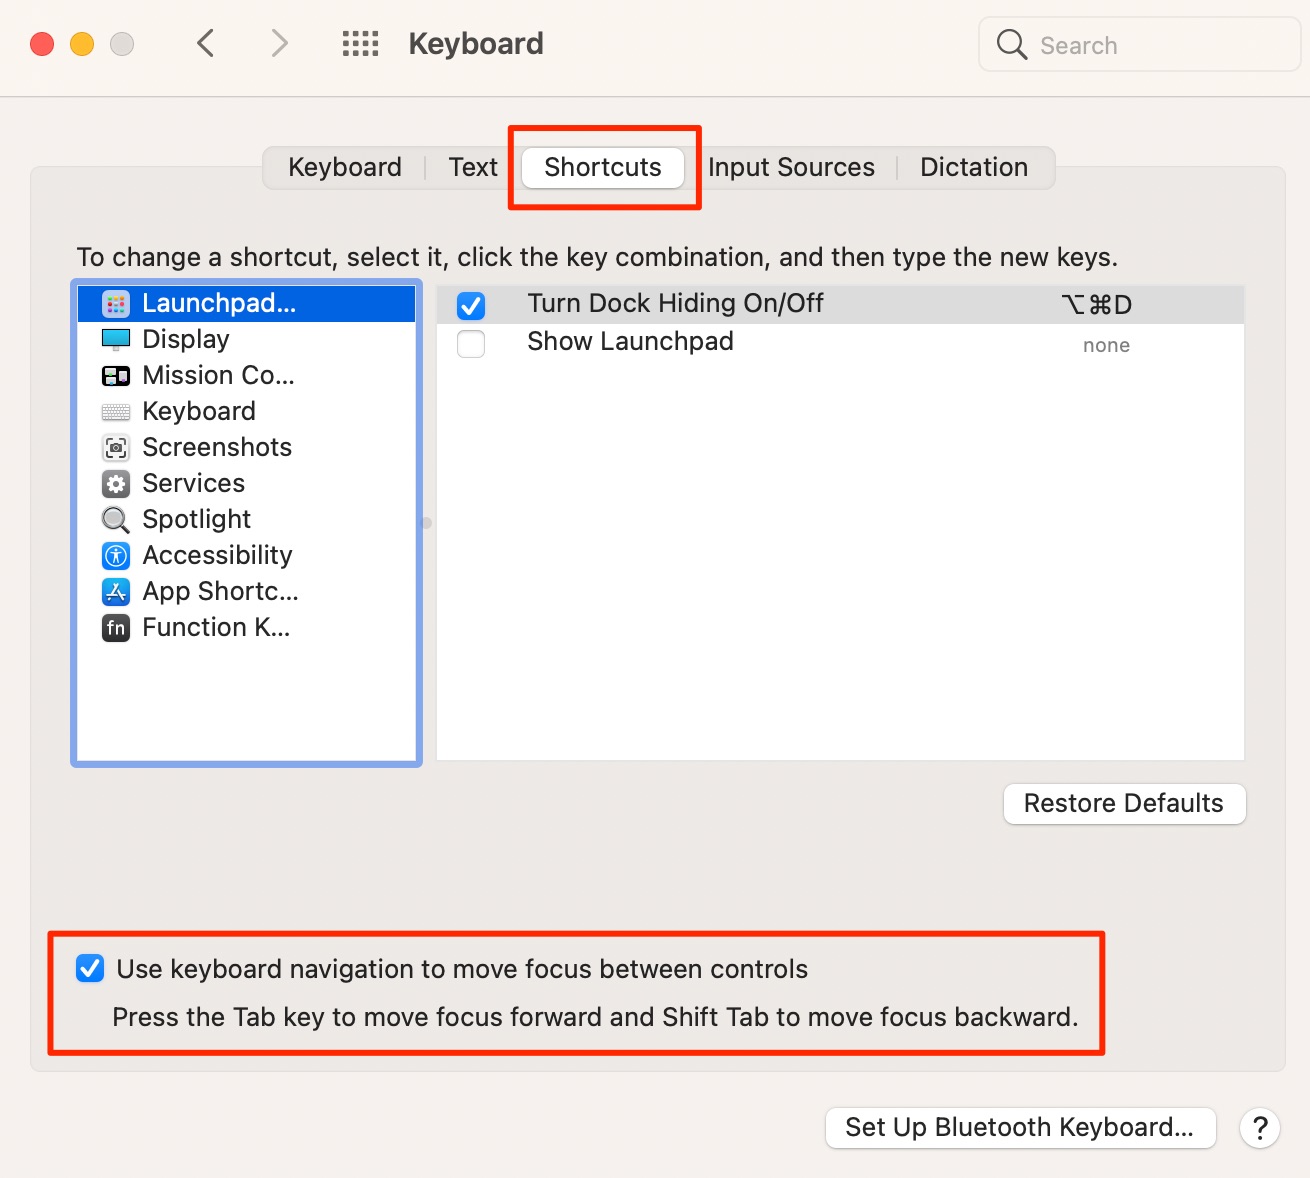 Keyboard
Search
Keyboard Text Shortcuts Input Sources Dictation
To change a shortcut, select it, click the key combination, and then type the new keys.
Launchpad...
Display
Mission Co...
Keyboard
Screenshots
Services
Spotlight
Accessibility
App Shortc...
fn Function K...
Turn Dock Hiding On/Off ⌥⌘D
Show Launchpad none
Restore Defaults
Use keyboard navigation to move focus between controls
Press the Tab key to move focus forward and Shift Tab to move focus backward.
Set Up Bluetooth Keyboard... ?